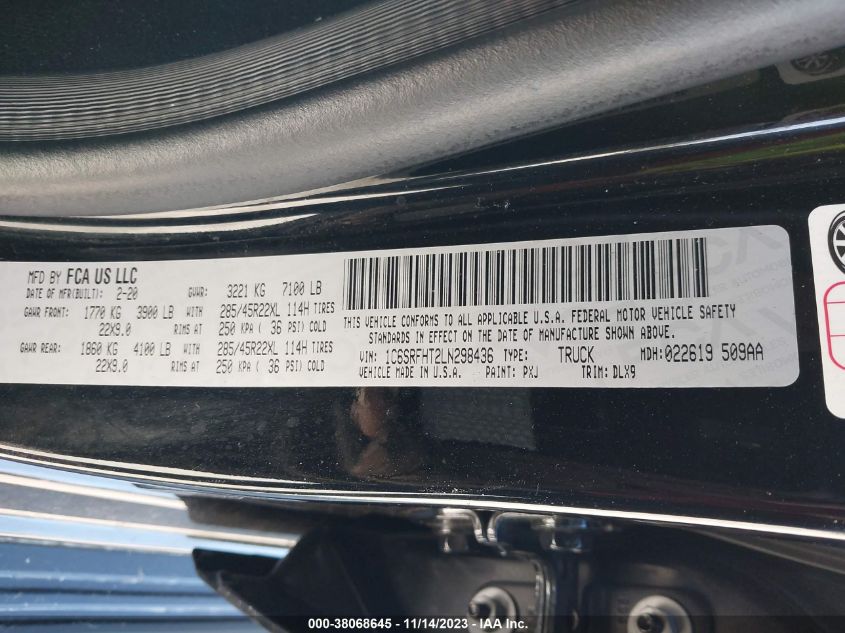 MFD BY FCA US LLC
DATE OF MFR(BUILT): 2-20 GVWR: 3221 KG 7100 LB
GAWR FRONT: 1770 KG 3900 LB 285/45R22XL 114H TIRES
22X9.0 RIMS AT 250 KPA ( 36 PSI) COLD
GAWR REAR: 1860 KG 4100 LB 285/45R22XL 114H TIRES
22X9.0 RIMS AT 250 KPA ( 36 PSI) COLD
THIS VEHICLE CONFORMS TO ALL APPLICABLE U.S.A. FEDERAL MOTOR VEHICLE SAFETY
STANDARDS IN EFFECT ON THE DATE OF MANUFACTURE SHOWN ABOVE.
VIN: 1C6SRFHT2LN298436 TYPE: TRUCK MDH:022619 509AA
VEHICLE MADE IN U.S.A. PAINT: PXJ TRIM: DLX9
000-38068645 - 11/14/2023 - IAA Inc.